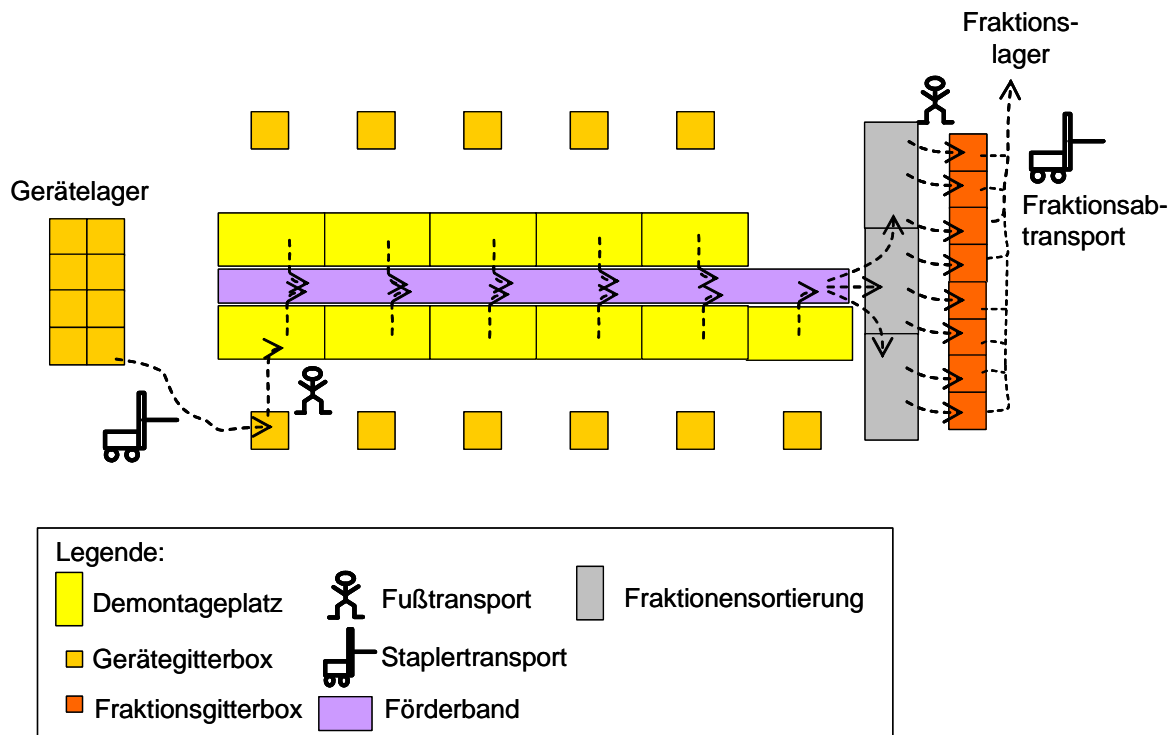 Fraktions-
lager
Gerätelager
Fraktionsab-
transport
Legende:
Demontageplatz
Fußtransport
Fraktionensortierung
Gerätegitterbox
Staplertransport
Fraktionsgitterbox
Förderband